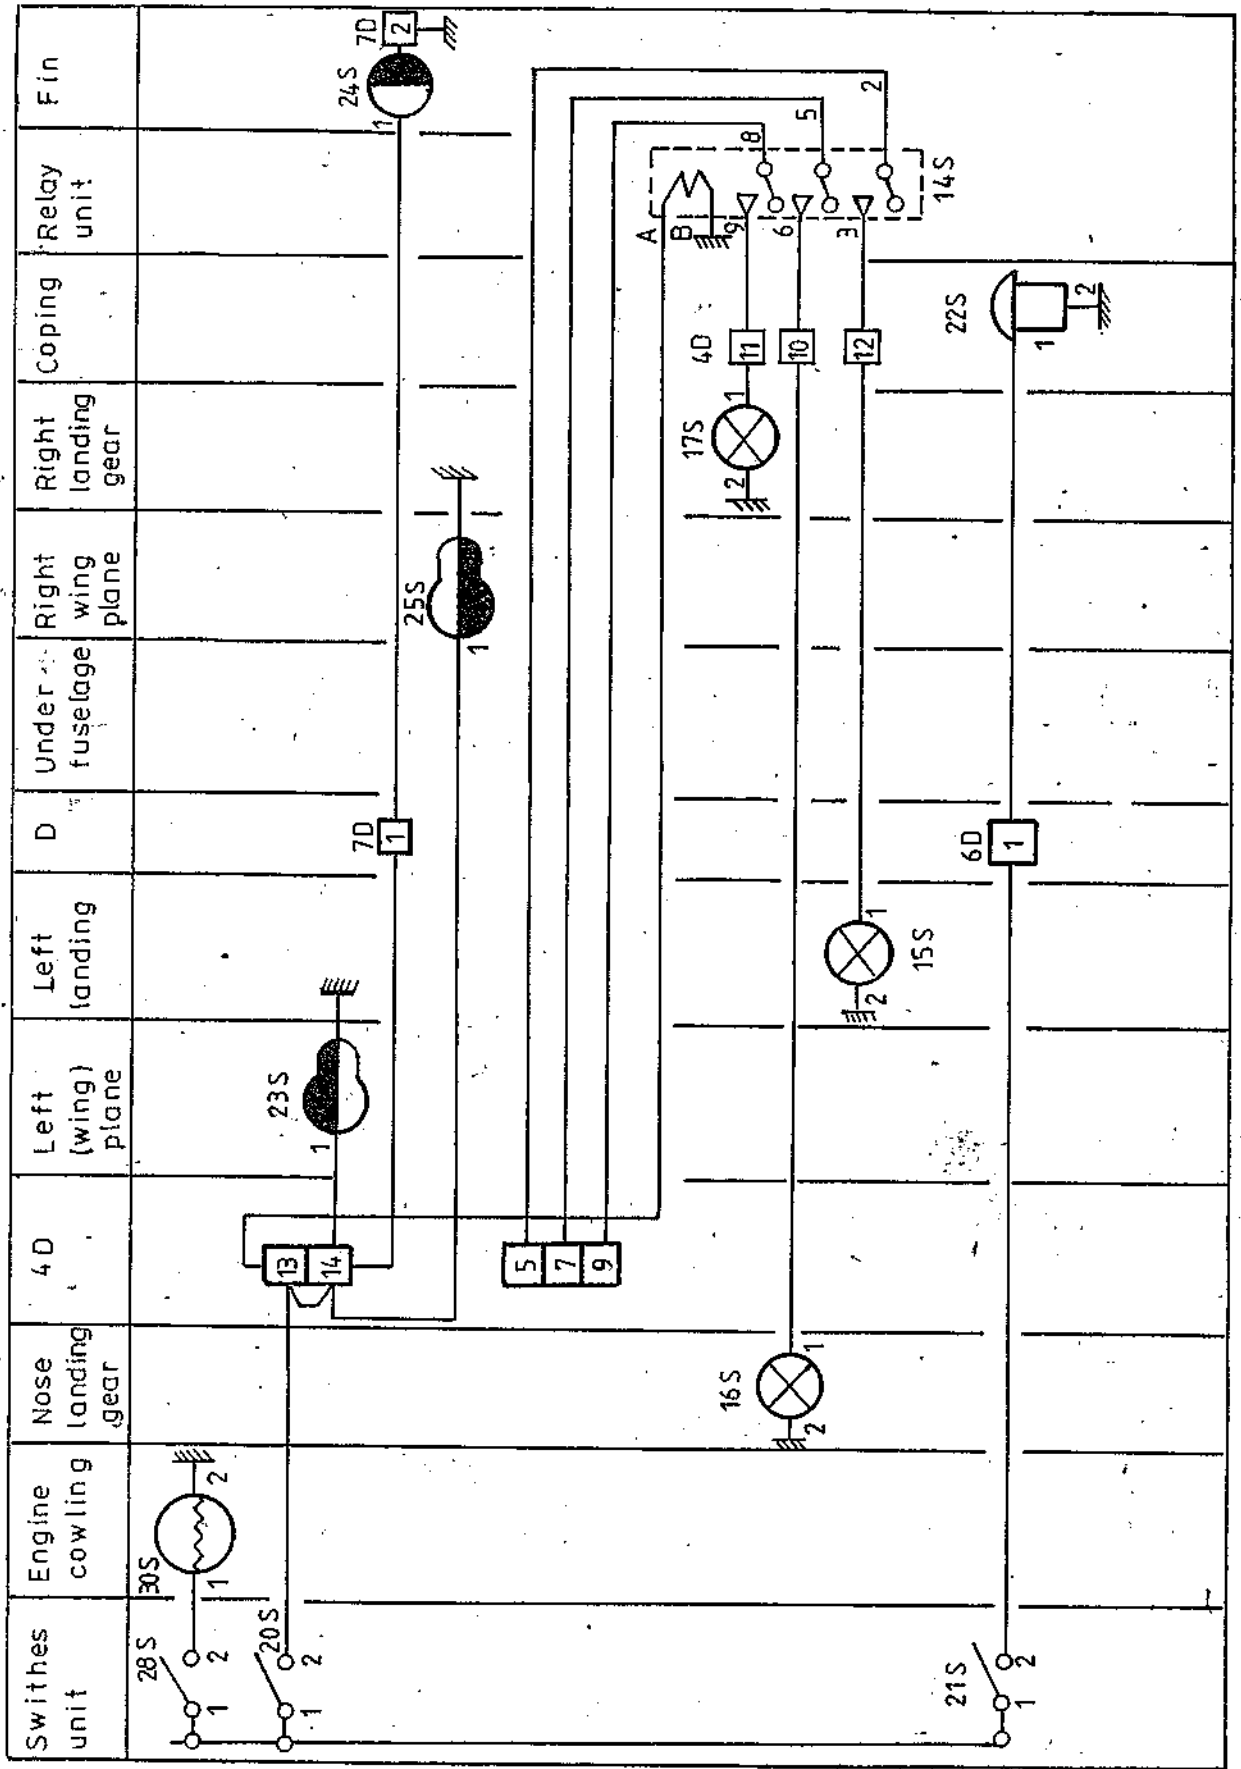 Swithes unit
Engine cowling
Nose landing gear
4D
Left (wing) plane
Left landing
D
Under fuselage
Right wing plane
Right landing gear
Coping
Relay unit
Fin
28S
1
2
30S
1
2
20S
1
2
13
14
23S
1
7D
1
24S
1
7D
2
25S
1
5
7
9
A
B
9
8
6
5
3
2
14S
4D
11
10
12
17S
1
2
16S
1
2
15S
1
2
21S
1
2
6D
1
22S
1
2